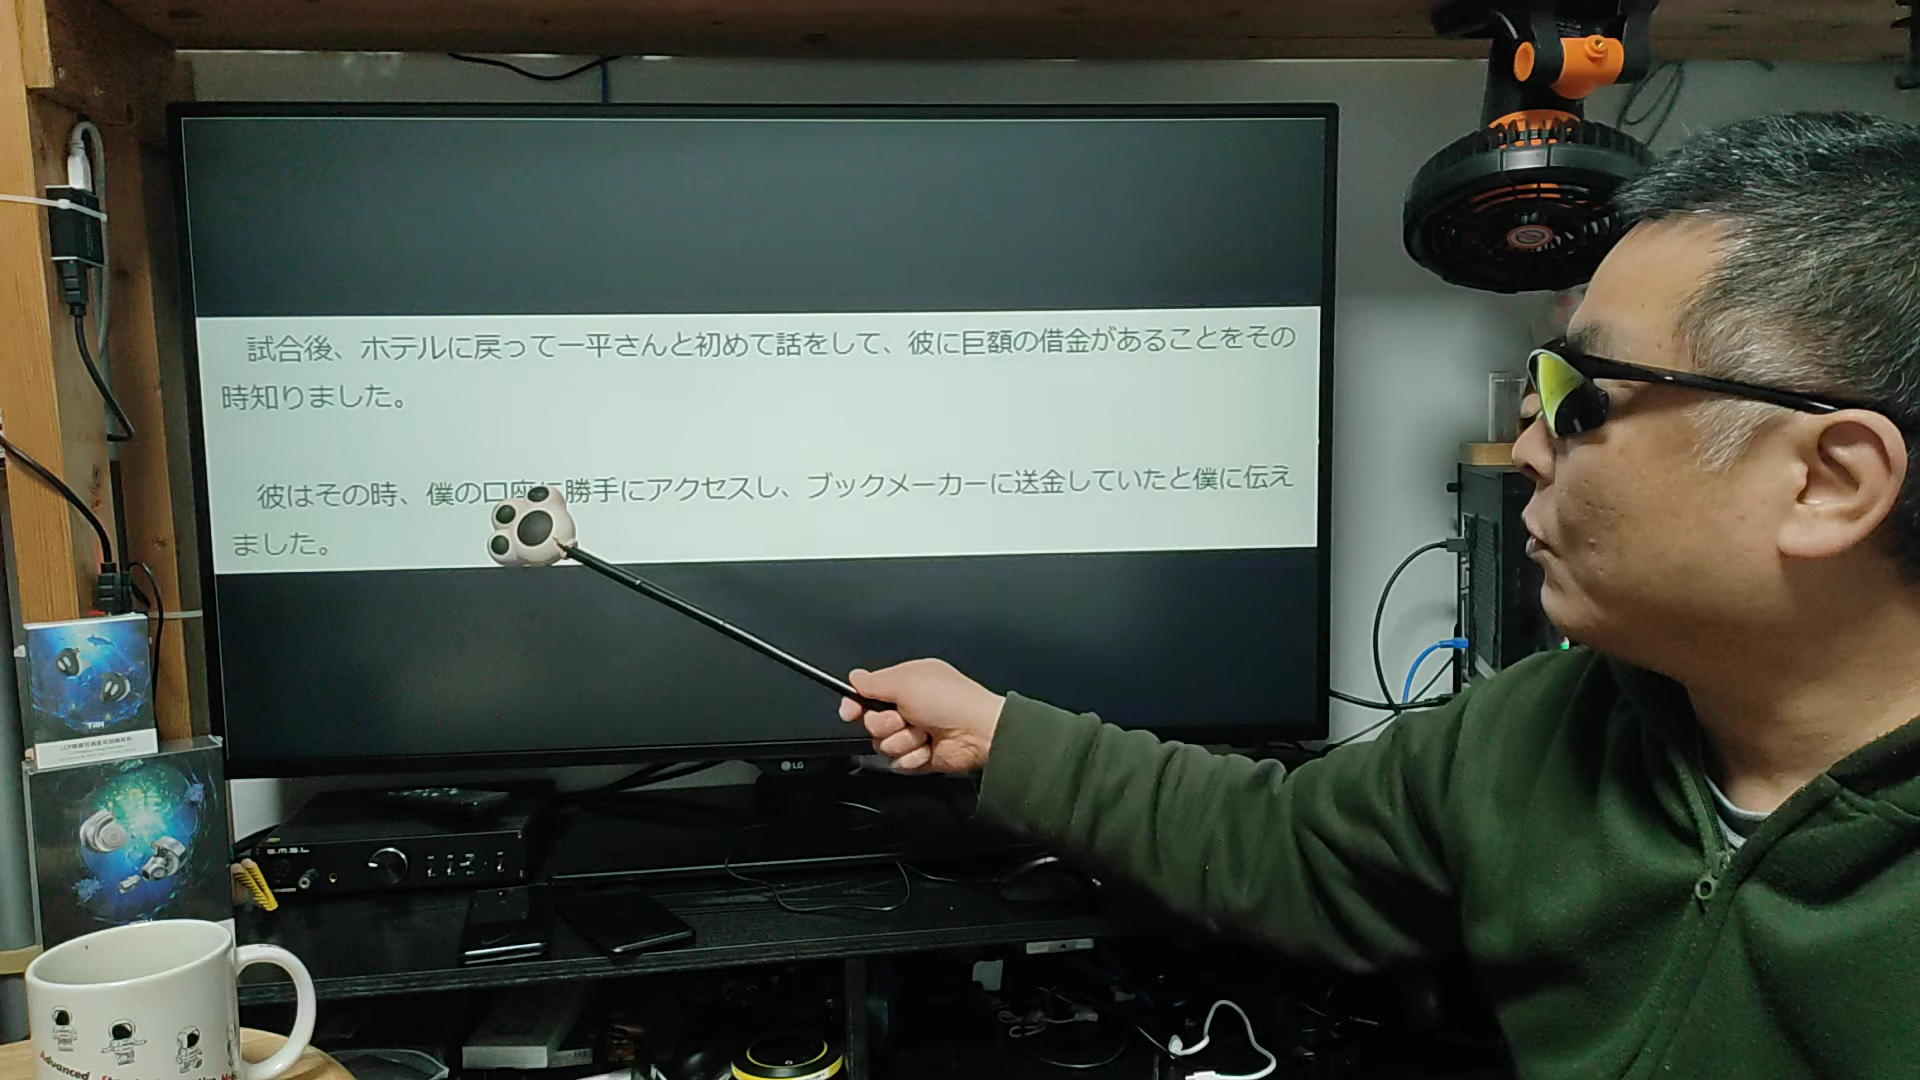 試合後、ホテルに戻って一平さんと初めて話をして、彼に巨額の借金があることをその
時知りました。
彼はその時、僕の口座に勝手にアクセスし、ブックメーカーに送金していたと僕に伝え
ました。
LG
S.M.S.L
TRN
Advanced